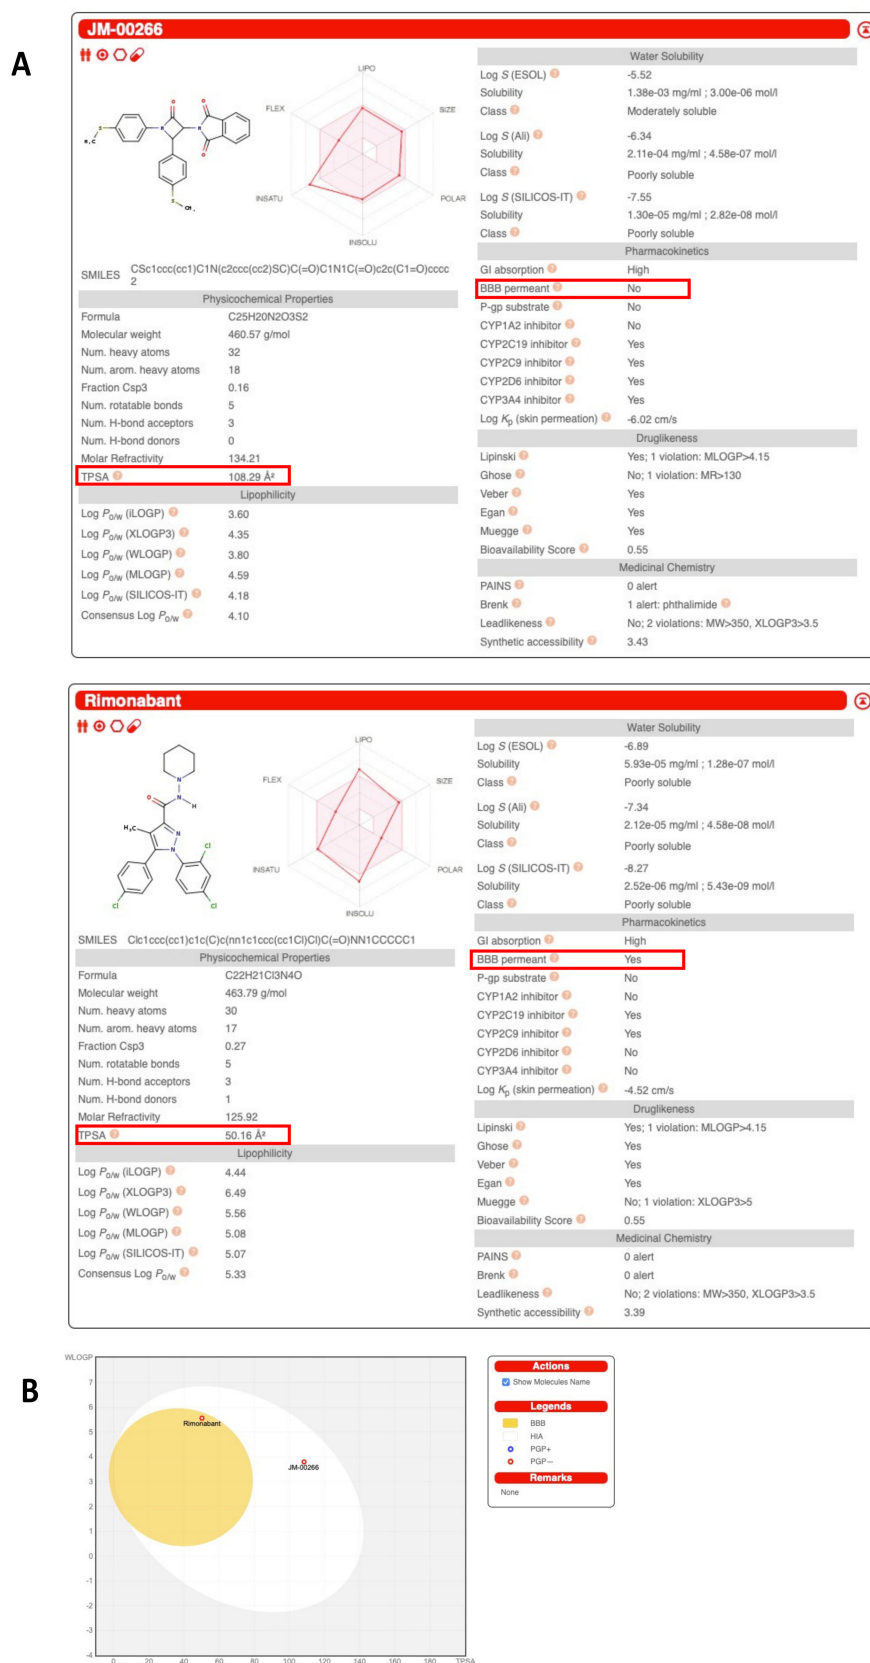 A
JM-00266
LIPO
FLEX
SIZE
INSATU
POLAR
INSOLU
SMILES CSc1ccc(cc1)C1N(c2ccc(cc2)SC)C(=O)C1N1C(=O)c2c(C1=O)cccc
2
Physicochemical Properties
Formula C25H20N2O3S2
Molecular weight 460.57 g/mol
Num. heavy atoms 32
Num. arom. heavy atoms 18
Fraction Csp3 0.16
Num. rotatable bonds 5
Num. H-bond acceptors 3
Num. H-bond donors 0
Molar Refractivity 134.21
TPSA 108.29 Å²
Lipophilicity
Log Po/w (iLOGP) 3.60
Log Po/w (XLOGP3) 4.35
Log Po/w (WLOGP) 3.80
Log Po/w (MLOGP) 4.59
Log Po/w (SILICOS-IT) 4.18
Consensus Log Po/w 4.10
Water Solubility
Log S (ESOL) -5.52
Solubility 1.38e-03 mg/ml ; 3.00e-06 mol/l
Class Moderately soluble
Log S (Ali) -6.34
Solubility 2.11e-04 mg/ml ; 4.58e-07 mol/l
Class Poorly soluble
Log S (SILICOS-IT) -7.55
Solubility 1.30e-05 mg/ml ; 2.82e-08 mol/l
Class Poorly soluble
Pharmacokinetics
GI absorption High
BBB permeant No
P-gp substrate No
CYP1A2 inhibitor No
CYP2C19 inhibitor Yes
CYP2C9 inhibitor Yes
CYP2D6 inhibitor Yes
CYP3A4 inhibitor Yes
Log Kp (skin permeation) -6.02 cm/s
Druglikeness
Lipinski Yes; 1 violation: MLOGP>4.15
Ghose No; 1 violation: MR>130
Veber Yes
Egan Yes
Muegge Yes
Bioavailability Score 0.55
Medicinal Chemistry
PAINS 0 alert
Brenk 1 alert: phthalimide
Leadlikeness No; 2 violations: MW>350, XLOGP3>3.5
Synthetic accessibility 3.43
Rimonabant
LIPO
FLEX
SIZE
INSATU
POLAR
INSOLU
SMILES Clc1ccc(cc1)c1c(C)c(nn1c1ccc(cc1Cl)Cl)C(=O)NN1CCCCC1
Physicochemical Properties
Formula C22H21Cl3N4O
Molecular weight 463.79 g/mol
Num. heavy atoms 30
Num. arom. heavy atoms 17
Fraction Csp3 0.27
Num. rotatable bonds 5
Num. H-bond acceptors 3
Num. H-bond donors 1
Molar Refractivity 125.92
TPSA 50.16 Å²
Lipophilicity
Log Po/w (iLOGP) 4.44
Log Po/w (XLOGP3) 6.49
Log Po/w (WLOGP) 5.56
Log Po/w (MLOGP) 5.08
Log Po/w (SILICOS-IT) 5.07
Consensus Log Po/w 5.33
Water Solubility
Log S (ESOL) -6.89
Solubility 5.93e-05 mg/ml ; 1.28e-07 mol/l
Class Poorly soluble
Log S (Ali) -7.34
Solubility 2.12e-05 mg/ml ; 4.58e-08 mol/l
Class Poorly soluble
Log S (SILICOS-IT) -8.27
Solubility 2.52e-06 mg/ml ; 5.43e-09 mol/l
Class Poorly soluble
Pharmacokinetics
GI absorption High
BBB permeant Yes
P-gp substrate No
CYP1A2 inhibitor No
CYP2C19 inhibitor Yes
CYP2C9 inhibitor Yes
CYP2D6 inhibitor No
CYP3A4 inhibitor No
Log Kp (skin permeation) -4.52 cm/s
Druglikeness
Lipinski Yes; 1 violation: MLOGP>4.15
Ghose Yes
Veber Yes
Egan Yes
Muegge No; 1 violation: XLOGP3>5
Bioavailability Score 0.55
Medicinal Chemistry
PAINS 0 alert
Brenk 0 alert
Leadlikeness No; 2 violations: MW>350, XLOGP3>3.5
Synthetic accessibility 3.39
B
WLOGP
7
6
5
4
3
2
1
0
-1
-2
-3
-4
0 20 40 60 80 100 120 140 160 180 TPSA
Rimonabant
JM-00266
Actions
Show Molecules Name
Legends
BBB
HIA
PGP+
PGP−
Remarks
None